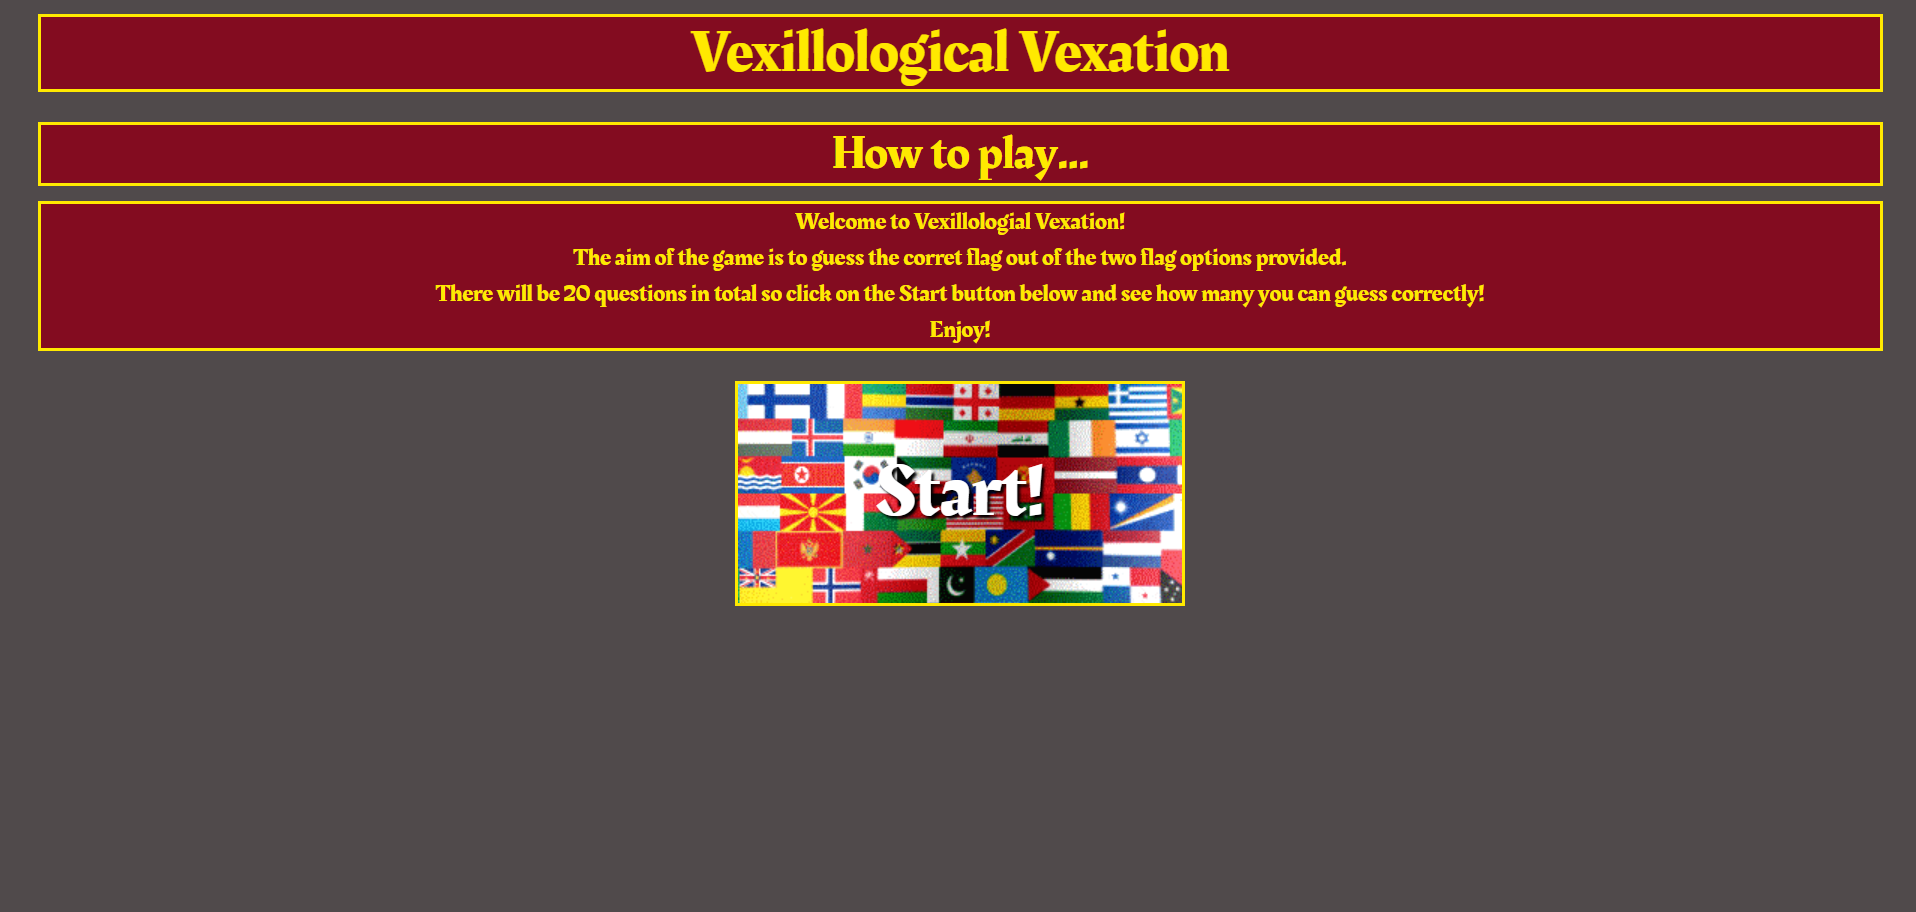 Vexillological Vexation
How to play...
Welcome to Vexillologial Vexation!
The aim of the game is to guess the corret flag out of the two flag options provided.
There will be 20 questions in total so click on the Start button below and see how many you can guess correctly!
Enjoy!
Start!